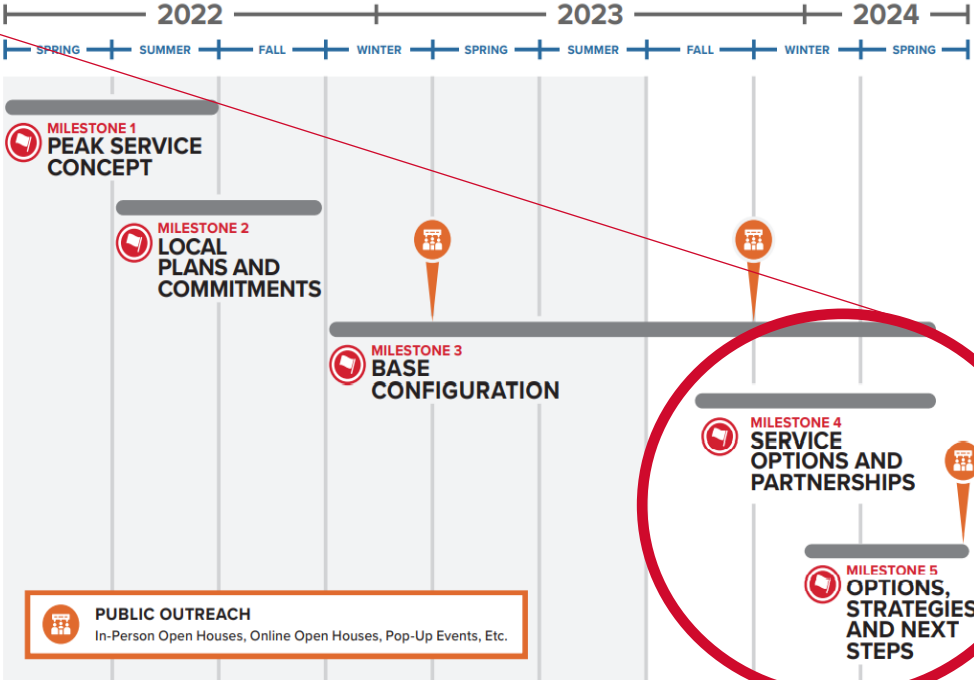 2022 2023 2024
SPRING SUMMER FALL WINTER SPRING SUMMER FALL WINTER SPRING
MILESTONE 1
PEAK SERVICE
CONCEPT
MILESTONE 2
LOCAL
PLANS AND
COMMITMENTS
MILESTONE 3
BASE
CONFIGURATION
MILESTONE 4
SERVICE
OPTIONS AND
PARTNERSHIPS
MILESTONE 5
OPTIONS,
STRATEGIES
AND NEXT
STEPS
PUBLIC OUTREACH
In-Person Open Houses, Online Open Houses, Pop-Up Events, Etc.